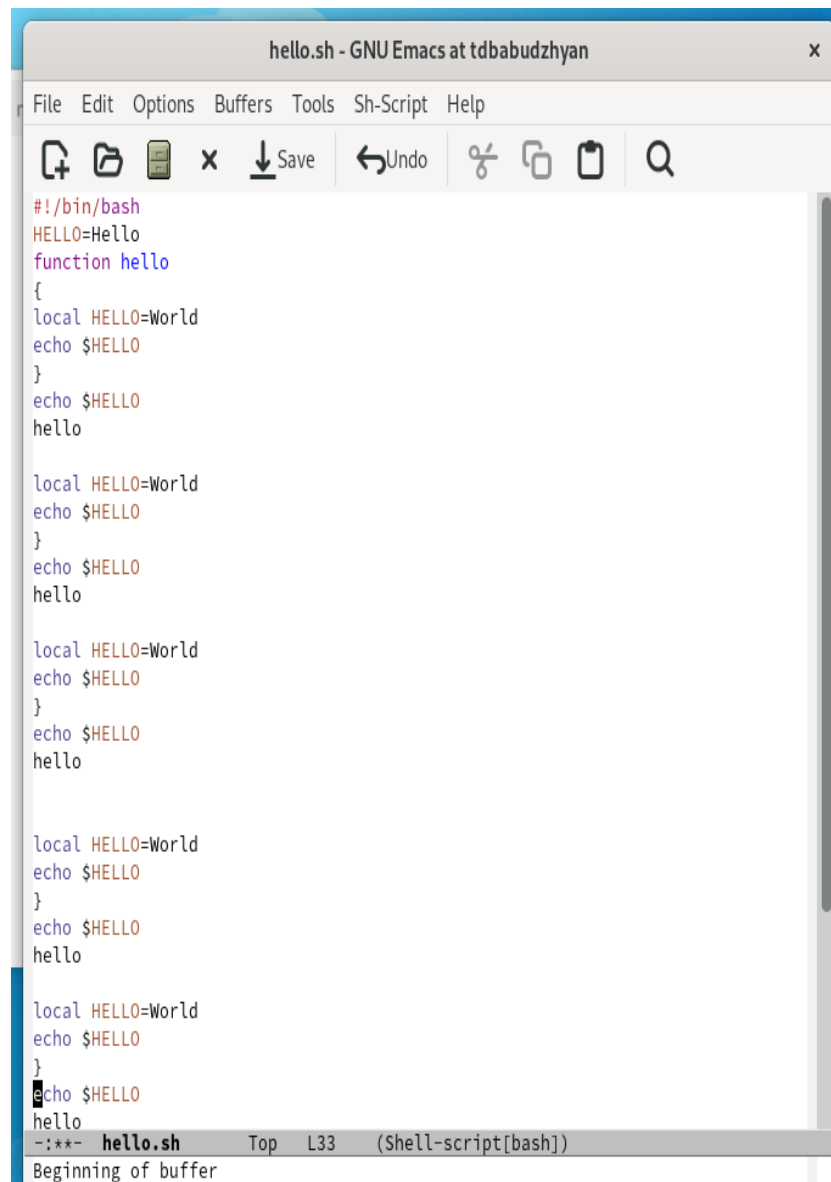 hello.sh - GNU Emacs at tdbabudzhyan
File Edit Options Buffers Tools Sh-Script Help
Save Undo
#!/bin/bash
HELLO=Hello
function hello
{
local HELLO=World
echo $HELLO
}
echo $HELLO
hello
local HELLO=World
echo $HELLO
}
echo $HELLO
hello
local HELLO=World
echo $HELLO
}
echo $HELLO
hello
local HELLO=World
echo $HELLO
}
echo $HELLO
hello
local HELLO=World
echo $HELLO
}
echo $HELLO
hello
-:**- hello.sh Top L33 (Shell-script[bash])
Beginning of buffer